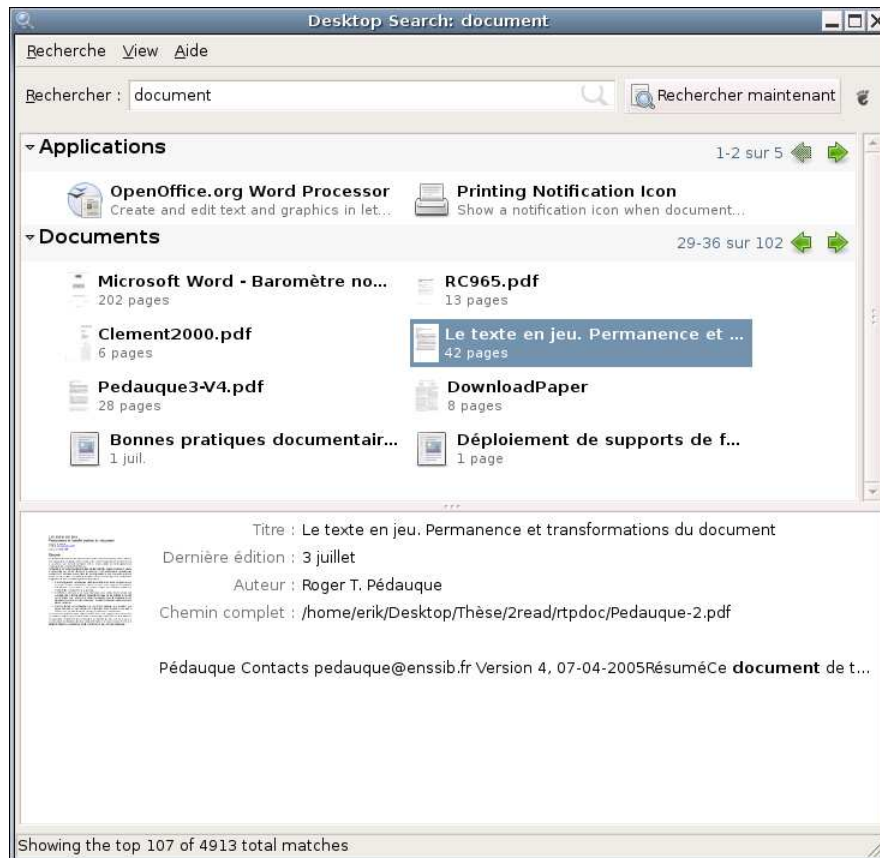 Desktop Search: document
Recherche View Aide
Rechercher : document Rechercher maintenant
Applications 1-2 sur 5
OpenOffice.org Word Processor Printing Notification Icon
Create and edit text and graphics in let... Show a notification icon when document...
Documents 29-36 sur 102
Microsoft Word - Baromètre no... RC965.pdf
202 pages 13 pages
Clement2000.pdf Le texte en jeu. Permanence et ...
6 pages 42 pages
Pedauque3-V4.pdf DownloadPaper
28 pages 8 pages
Bonnes pratiques documentair... Déploiement de supports de f...
1 juil. 1 page
Titre : Le texte en jeu. Permanence et transformations du document
Dernière édition : 3 juillet
Auteur : Roger T. Pédauque
Chemin complet : /home/erik/Desktop/Thèse/2read/rtpdoc/Pedauque-2.pdf
Pédauque Contacts pedauque@enssib.fr Version 4, 07-04-2005RésuméCe document de t...
Showing the top 107 of 4913 total matches